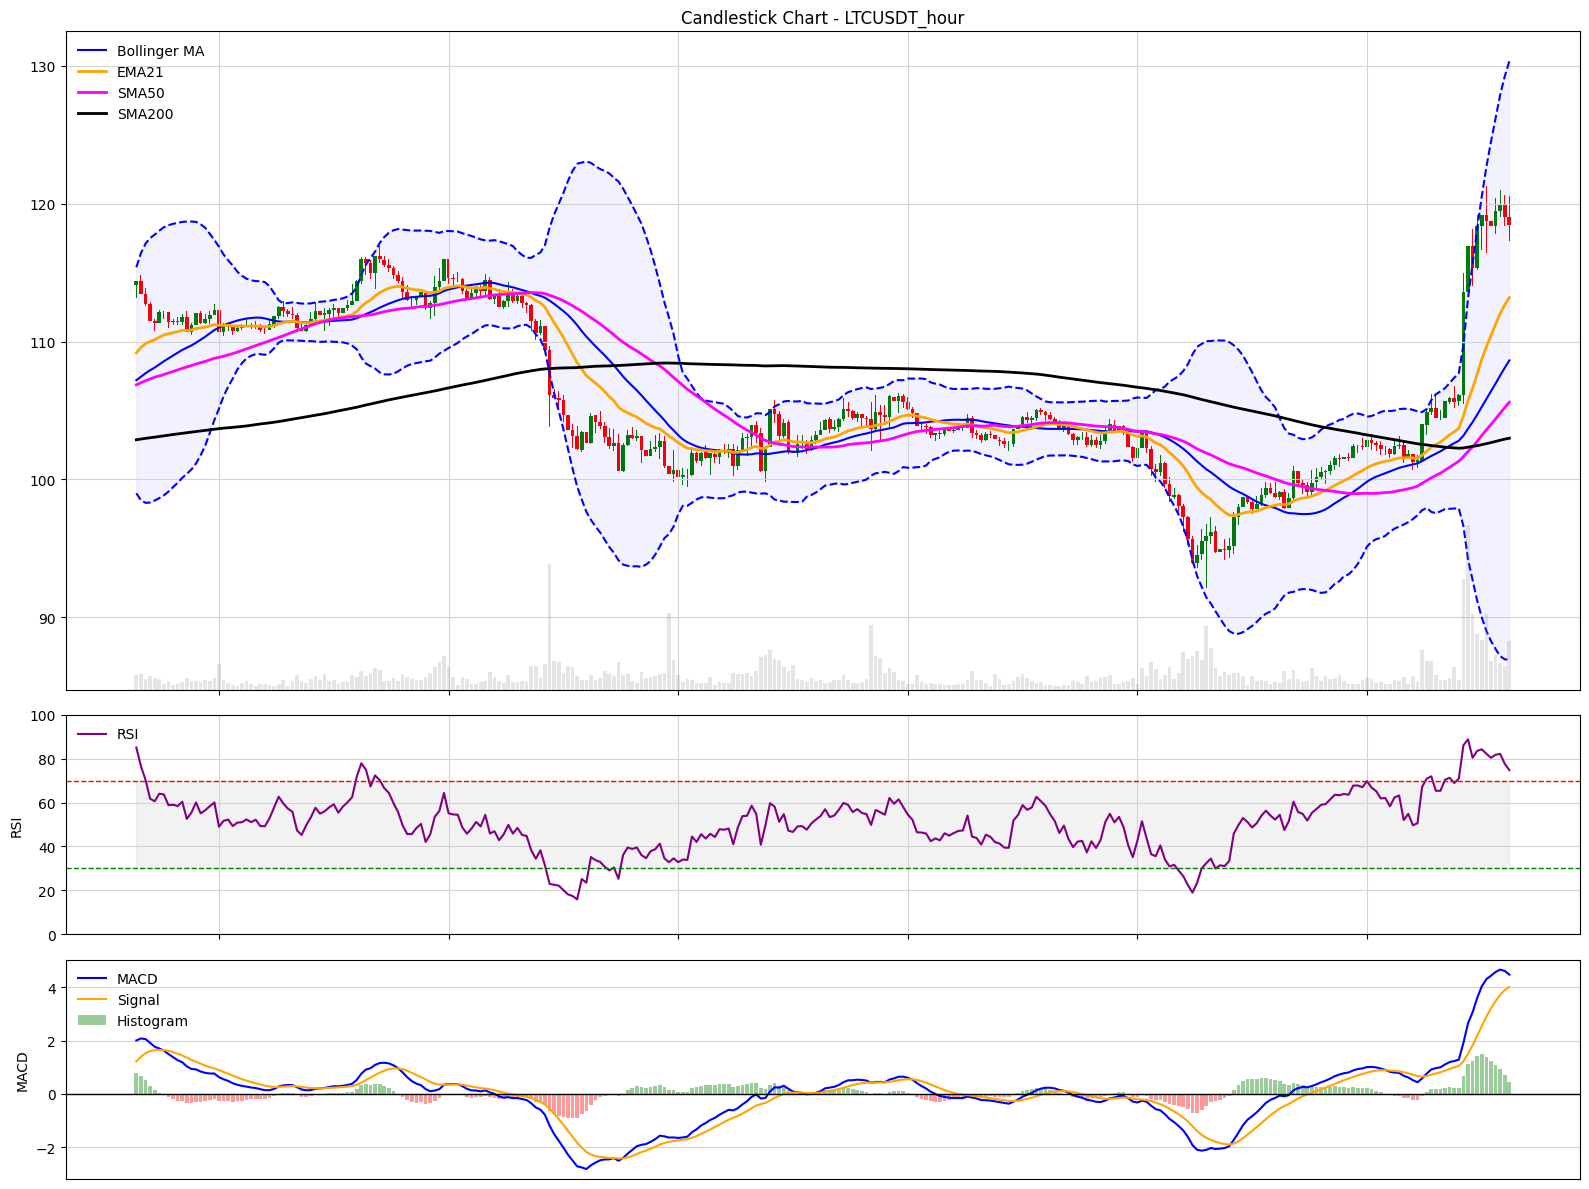 Candlestick Chart - LTCUSDT_hour
Bollinger MA
EMA21
SMA50
SMA200
130
120
110
100
90
RSI
100
80
60
40
20
0
RSI
MACD
Signal
Histogram
4
2
0
−2
MACD